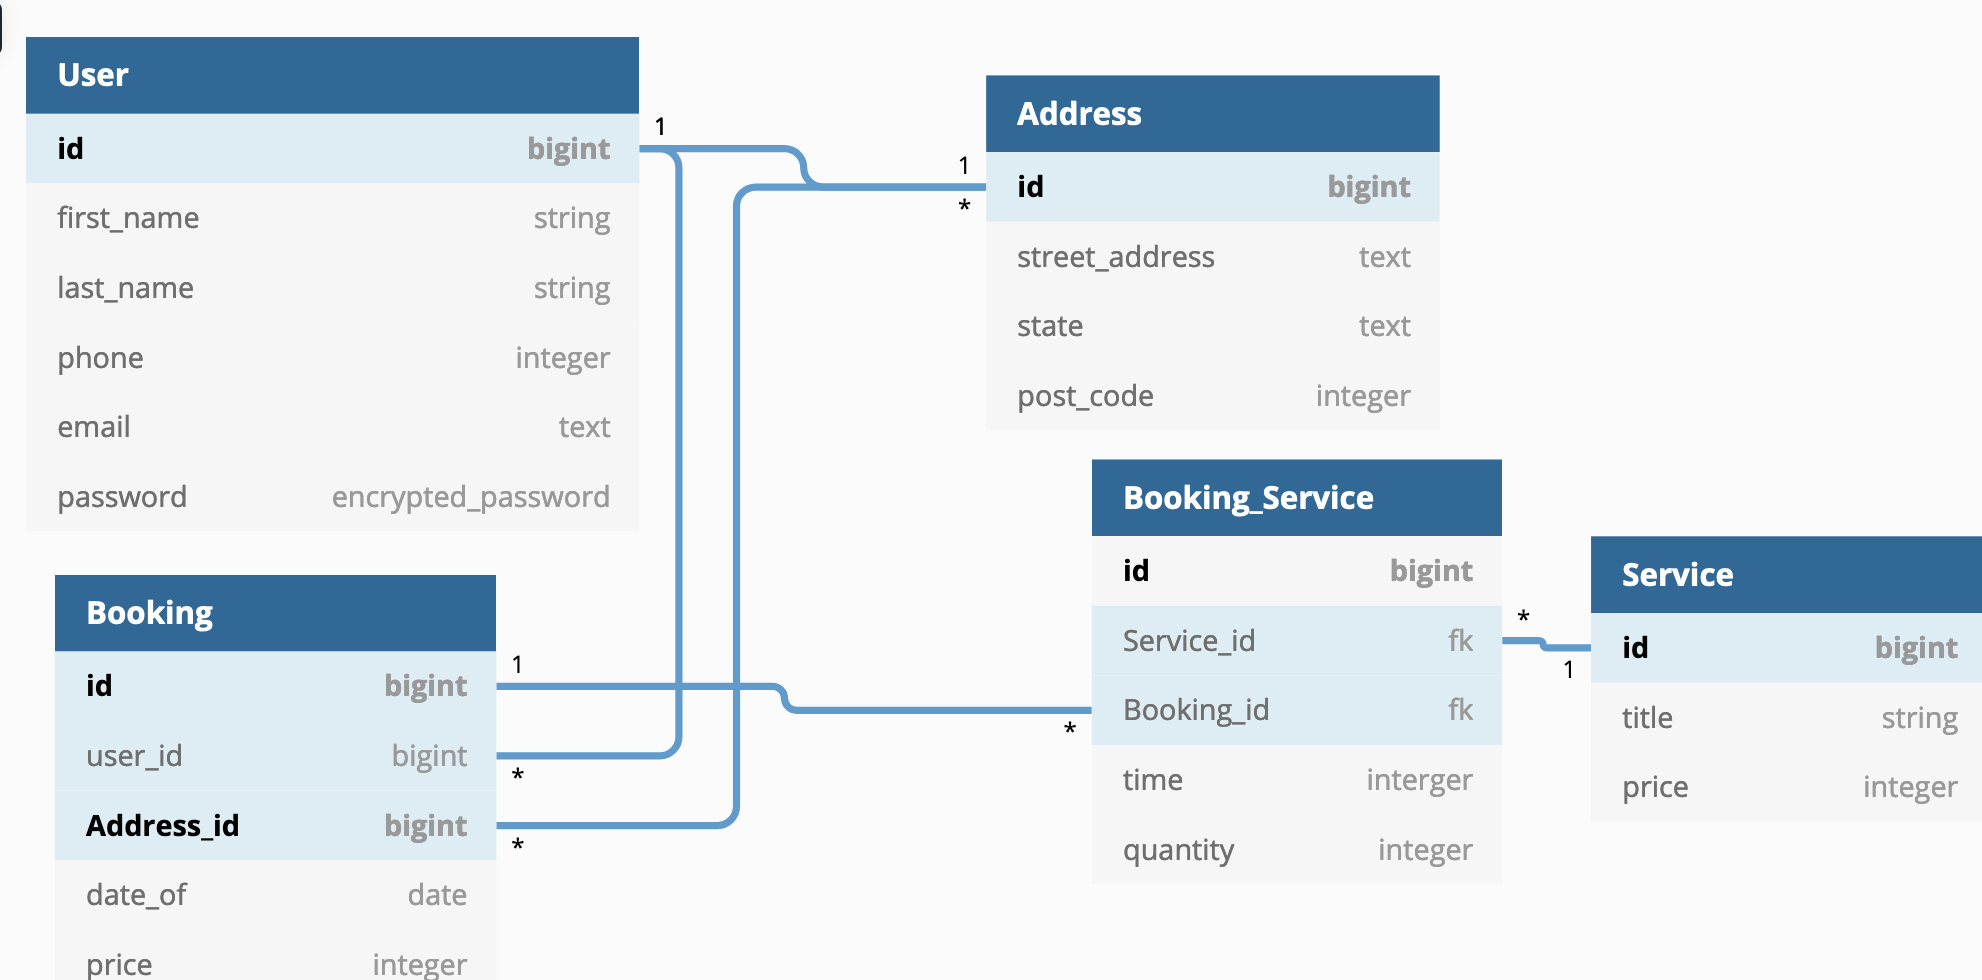 User
id bigint
first_name string
last_name string
phone integer
email text
password encrypted_password
1
1
*
Address
id bigint
street_address text
state text
post_code integer
Booking
id bigint
user_id bigint
Address_id bigint
date_of date
price integer
1
*
*
*
Booking_Service
id bigint
Service_id fk
Booking_id fk
time interger
quantity integer
*
1
Service
id bigint
title string
price integer